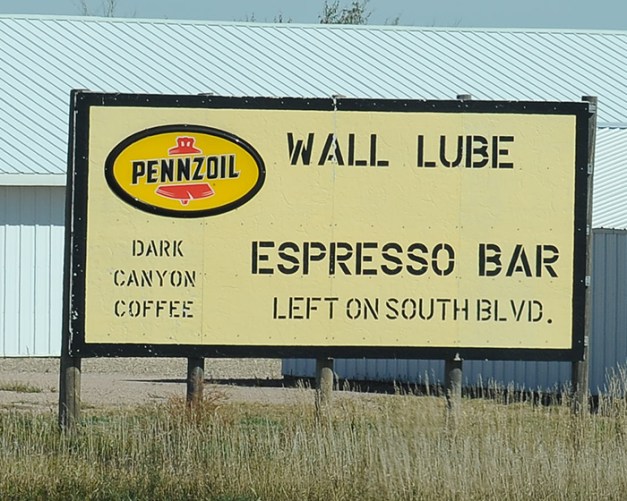 PENNZOIL
WALL LUBE
ESPRESSO BAR
LEFT ON SOUTH BLVD.
DARK
CANYON
COFFEE